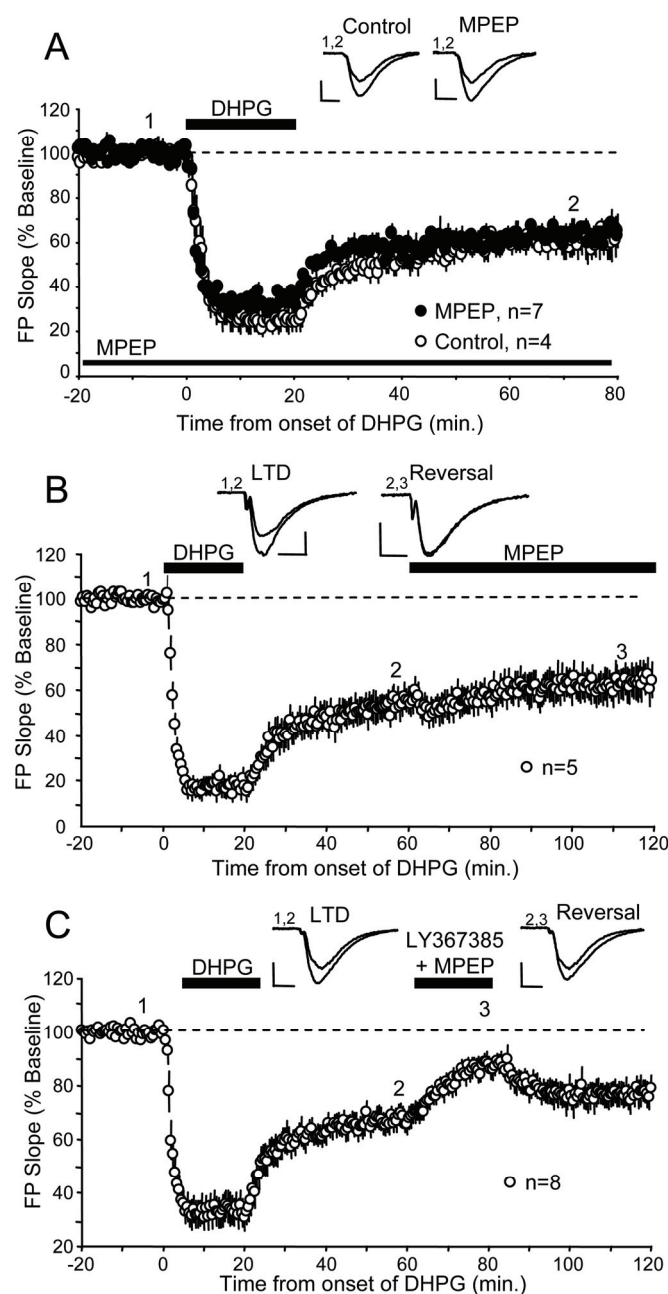 A
Control
MPEP
1,2
1,2
DHPG
120
100
80
60
40
20
0
1
2
MPEP, n=7
Control, n=4
MPEP
-20
0
20
40
60
80
FP Slope (% Baseline)
Time from onset of DHPG (min.)
B
LTD
Reversal
1,2
2,3
DHPG
MPEP
120
100
80
60
40
20
0
1
2
3
n=5
-20
0
20
40
60
80
100
120
FP Slope (% Baseline)
Time from onset of DHPG (min.)
C
LTD
Reversal
1,2
2,3
DHPG
LY367385
+ MPEP
120
100
80
60
40
20
1
2
3
n=8
-20
0
20
40
60
80
100
120
FP Slope (% Baseline)
Time from onset of DHPG (min.)